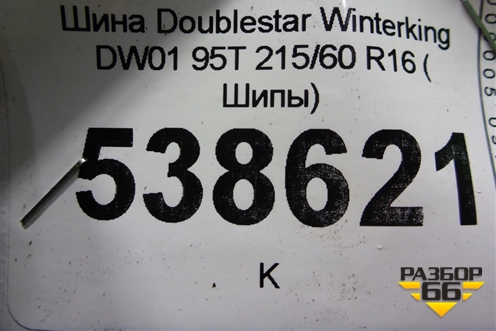 Шина Doublestar Winterking
DW01 95T 215/60 R16 (
Шипы)
538621
К
РАЗБОР
66